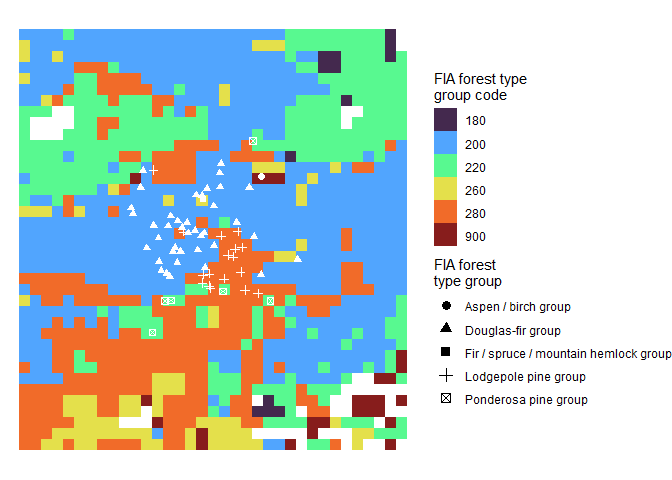 FIA forest type
group code
180
200
220
260
280
900
FIA forest
type group
Aspen / birch group
Douglas-fir group
Fir / spruce / mountain hemlock group
Lodgepole pine group
Ponderosa pine group